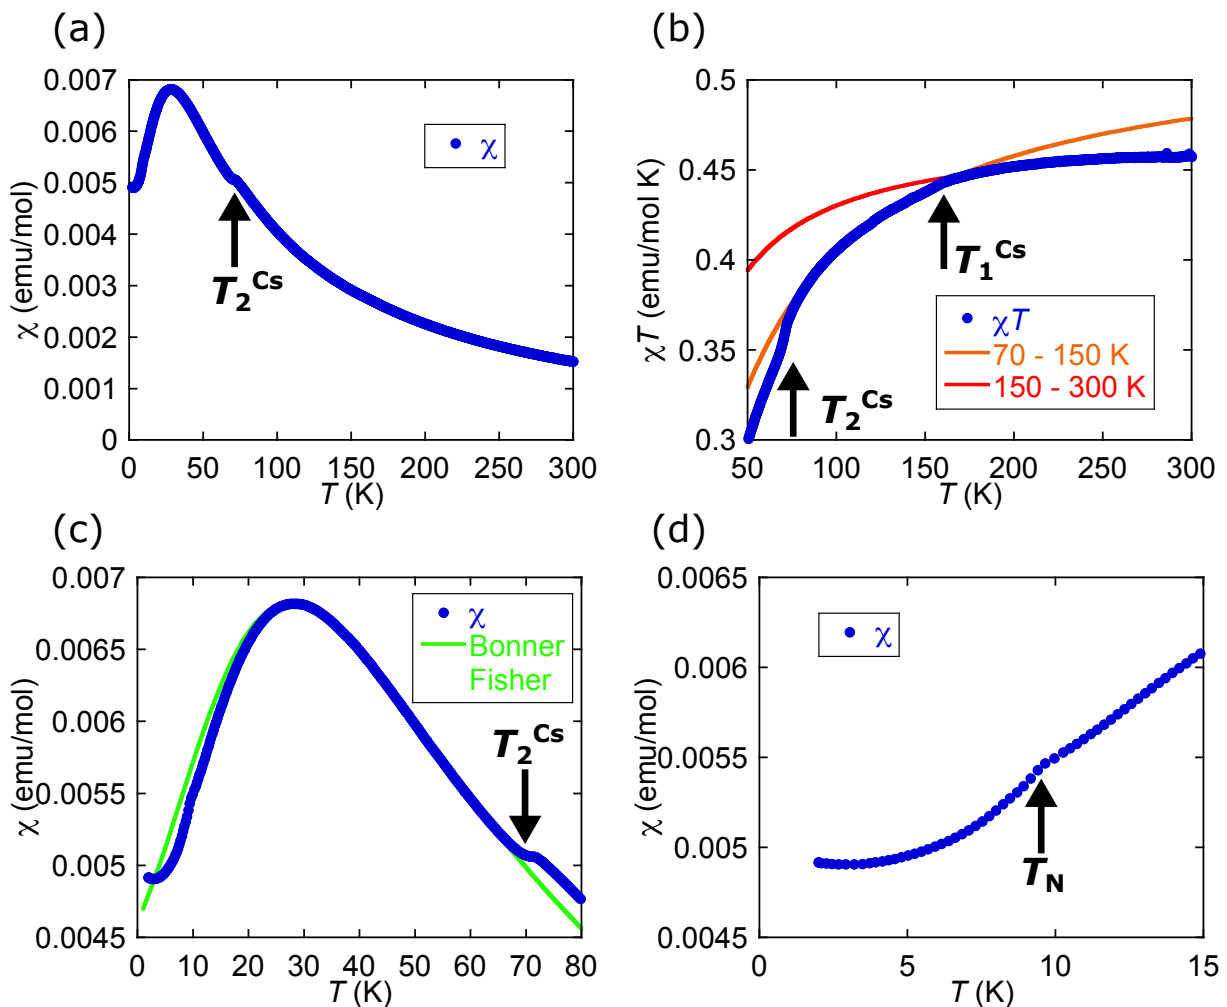 (a)
0.007
0.006
0.005
0.004
0.003
0.002
0.001
0
χ (emu/mol)
χ
T₂ᶜˢ
0 50 100 150 200 250 300
T (K)
(b)
0.5
0.45
0.4
0.35
0.3
χT (emu/mol K)
T₁ᶜˢ
χT
70 - 150 K
150 - 300 K
T₂ᶜˢ
50 100 150 200 250 300
T (K)
(c)
0.007
0.0065
0.006
0.0055
0.005
0.0045
χ (emu/mol)
χ
Bonner
Fisher
T₂ᶜˢ
0 10 20 30 40 50 60 70 80
T (K)
(d)
0.0065
0.006
0.0055
0.005
0.0045
χ (emu/mol)
χ
T_N
0 5 10 15
T (K)